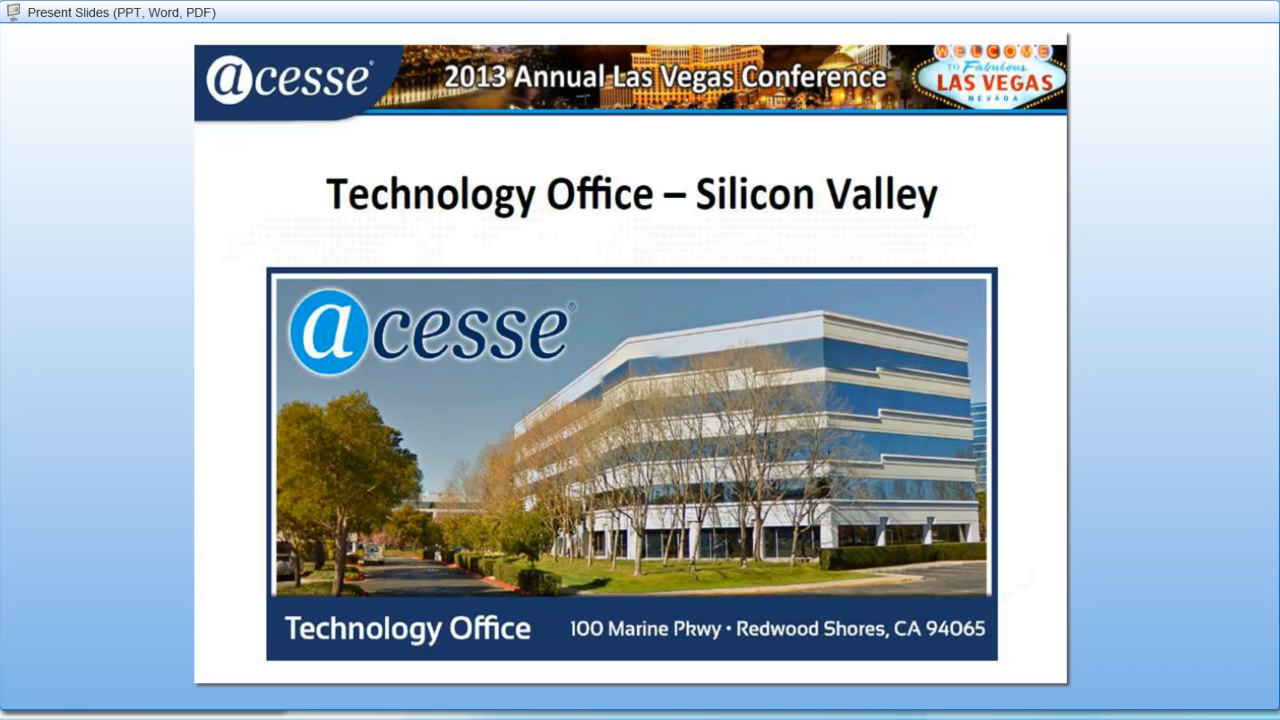 Present Slides (PPT, Word, PDF)
acesse®
2013 Annual Las Vegas Conference
WELCOME
TO Fabulous
LAS VEGAS
NEVADA
Technology Office – Silicon Valley
acesse®
Technology Office
100 Marine Pkwy • Redwood Shores, CA 94065